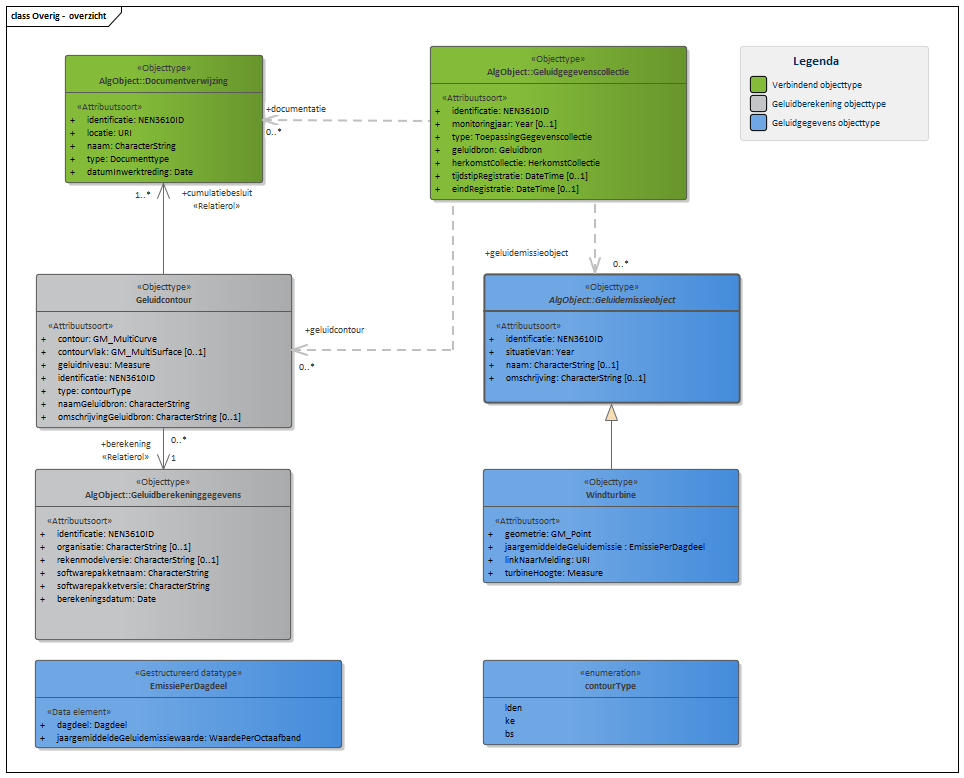 class Overig - overzicht
«Objecttype»
AlgObject::Documentverwijzing
«Attribuutsoort»
+ identificatie: NEN3610ID
+ locatie: URI
+ naam: CharacterString
+ type: Documenttype
+ datumInwerktreding: Date
«Objecttype»
AlgObject::Geluidgegevenscollectie
«Attribuutsoort»
+ identificatie: NEN3610ID
+ monitoringjaar: Year [0..1]
+ type: ToepassingGegevenscollectie
+ geluidbron: Geluidbron
+ herkomstCollectie: HerkomstCollectie
+ tijdstipRegistratie: DateTime [0..1]
+ eindRegistratie: DateTime [0..1]
Legenda
Verbindend objecttype
Geluidberekening objecttype
Geluidgegevens objecttype
+documentatie
0..*
1..*
+cumulatiebesluit
«Relatierol»
+geluidemissieobject
0..*
«Objecttype»
Geluidcontour
«Attribuutsoort»
+ contour: GM_MultiCurve
+ contourVlak: GM_MultiSurface [0..1]
+ geluidniveau: Measure
+ identificatie: NEN3610ID
+ type: contourType
+ naamGeluidbron: CharacterString
+ omschrijvingGeluidbron: CharacterString [0..1]
+geluidcontour
0..*
«Objecttype»
AlgObject::Geluidemissieobject
«Attribuutsoort»
+ identificatie: NEN3610ID
+ situatieVan: Year
+ naam: CharacterString [0..1]
+ omschrijving: CharacterString [0..1]
+berekening
«Relatierol»
0..*
1
«Objecttype»
AlgObject::Geluidberekeninggegevens
«Attribuutsoort»
+ identificatie: NEN3610ID
+ organisatie: CharacterString [0..1]
+ rekenmodelversie: CharacterString [0..1]
+ softwarepakketnaam: CharacterString
+ softwarepakketversie: CharacterString
+ berekeningsdatum: Date
«Objecttype»
Windturbine
«Attribuutsoort»
+ geometrie: GM_Point
+ jaargemiddeldeGeluidemissie : EmissiePerDagdeel
+ linkNaarMelding: URI
+ turbineHoogte: Measure
«Gestructureerd datatype»
EmissiePerDagdeel
«Data element»
+ dagdeel: Dagdeel
+ jaargemiddeldeGeluidemissiewaarde: WaardePerOctaafband
«enumeration»
contourType
lden
ke
bs